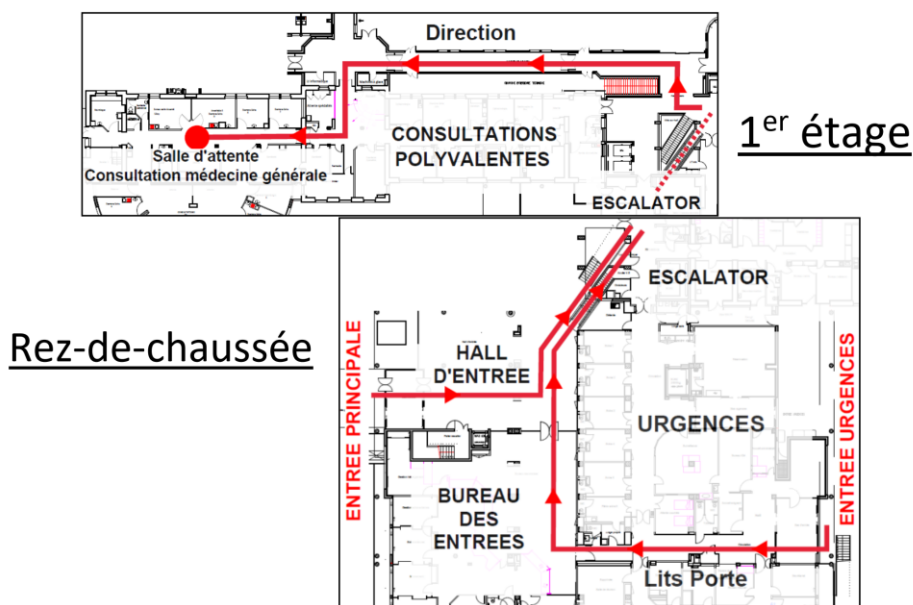 Direction
CONSULTATIONS
POLYVALENTES
Salle d'attente
Consultation médecine générale
ESCALATOR
1er étage
Rez-de-chaussée
ENTREE PRINCIPALE
HALL
D'ENTREE
ESCALATOR
URGENCES
ENTREE URGENCES
BUREAU
DES
ENTREES
Lits Porte